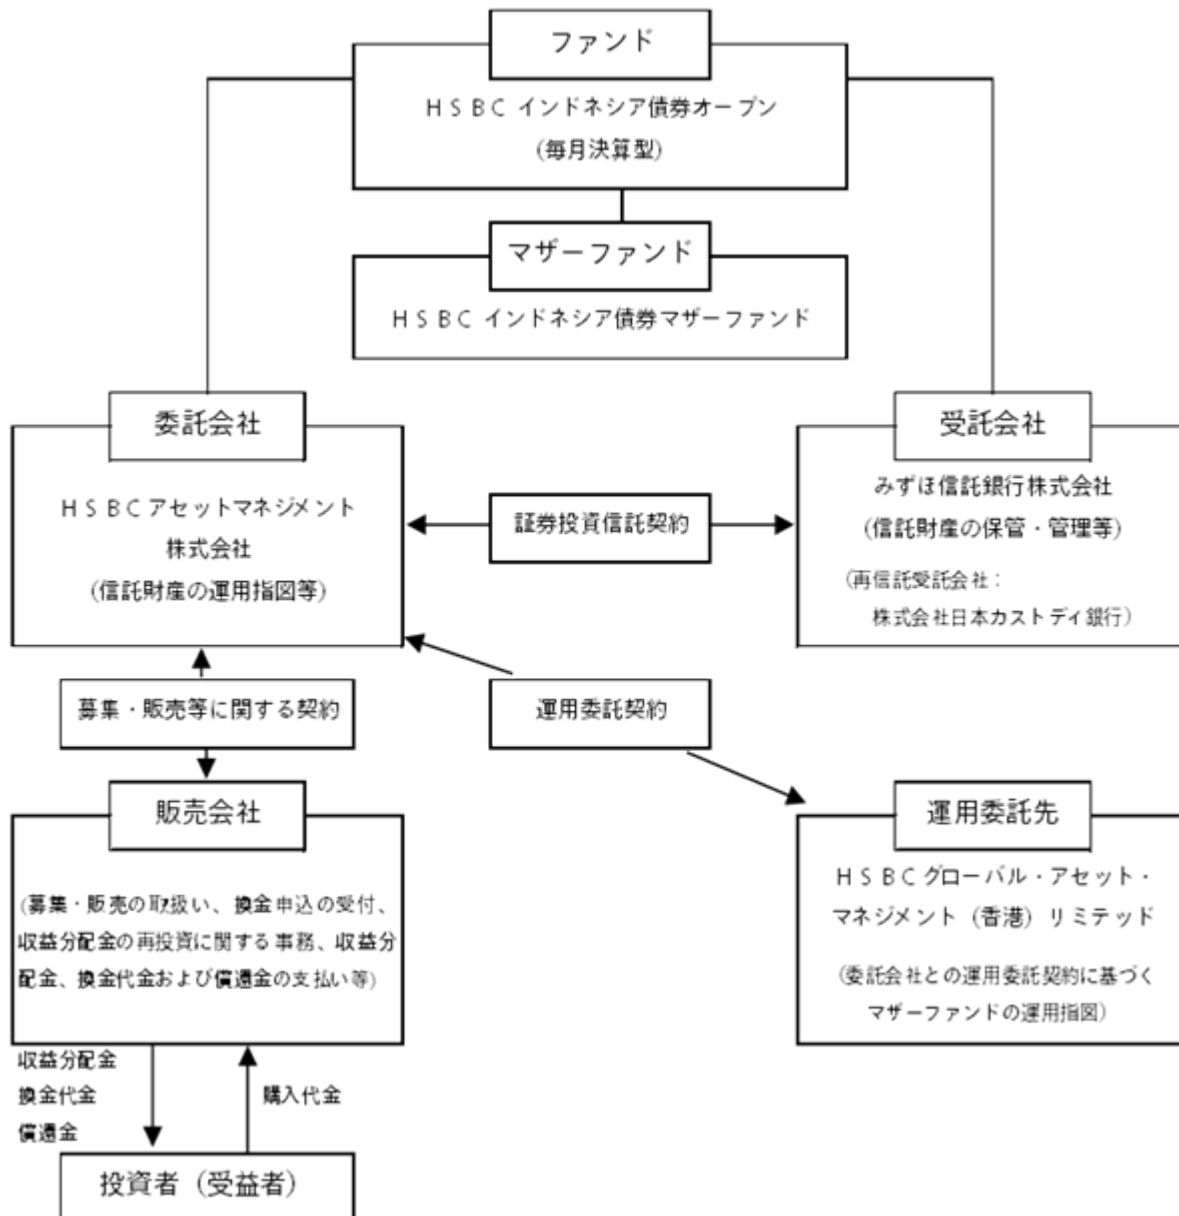 ファンド
HSBC インドネシア債券オープン
(毎月決算型)
マザーファンド
HSBC インドネシア債券マザーファンド
委託会社
HSBCアセットマネジメント
株式会社
(信託財産の運用指図等)
証券投資信託契約
受託会社
みずほ信託銀行株式会社
(信託財産の保管・管理等)
(再信託受託会社：
株式会社日本カストディ銀行)
募集・販売等に関する契約
運用委託契約
販売会社
(募集・販売の取扱い、換金申込の受付、
収益分配金の再投資に関する事務、収益分
配金、換金代金および償還金の支払い等)
運用委託先
HSBCグローバル・アセット・
マネジメント（香港）リミテッド
(委託会社との運用委託契約に基づく
マザーファンドの運用指図)
収益分配金
換金代金
償還金
購入代金
投資者（受益者）